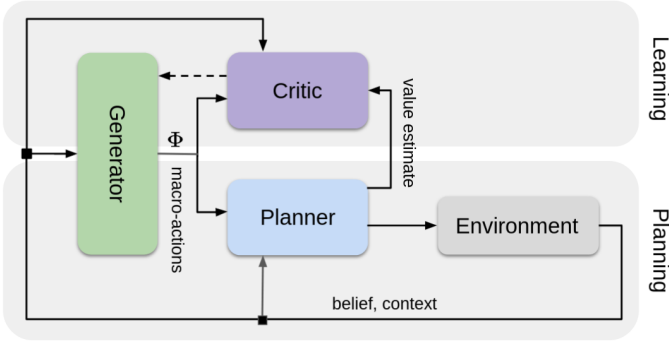 Learning
Critic
Generator
value estimate
Φ
macro-actions
Planner
Environment
Planning
belief, context